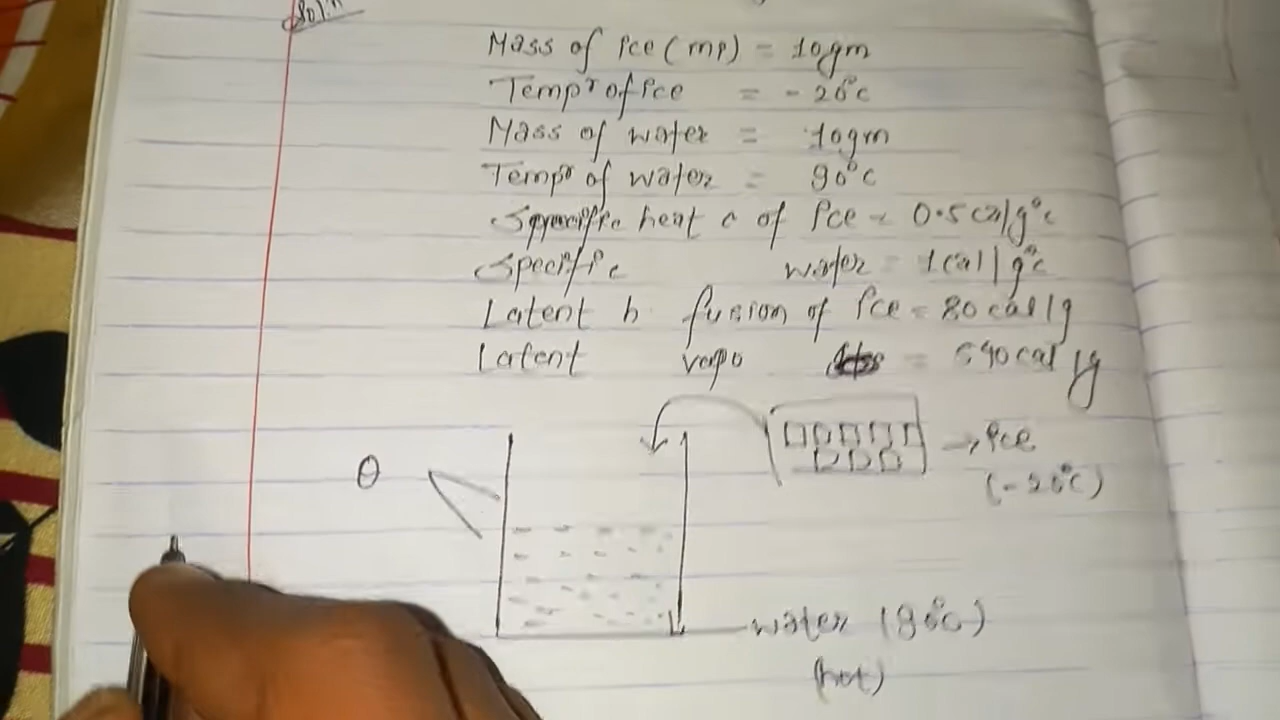 Soln
Mass of ice (mi) = 10gm
Tempr of ice = - 20°c
Mass of water = 10gm
Tempr of water = 90°c
Specific heat c of ice = 0.5 cal/g°c
Specific water = 1 cal/g°c
Latent h fusion of ice = 80 cal/g
Latent vapo = 540 cal/g
θ
→ ice
(-20°c)
water (90°c)
(hot)